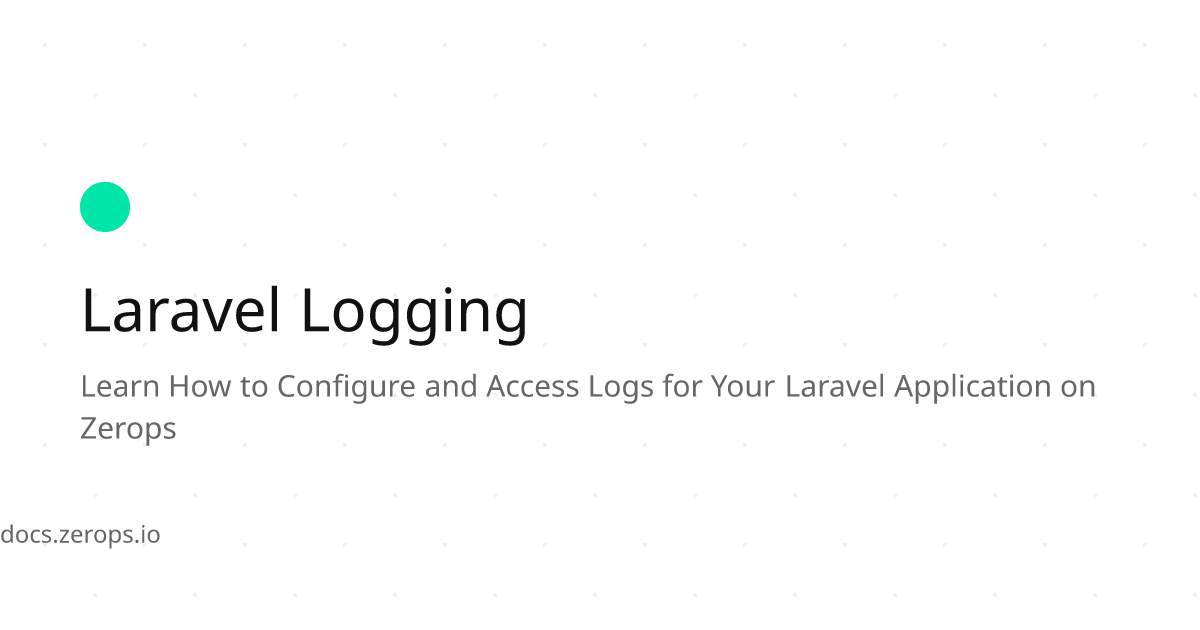 Laravel Logging
Learn How to Configure and Access Logs for Your Laravel Application on
Zerops
docs.zerops.io